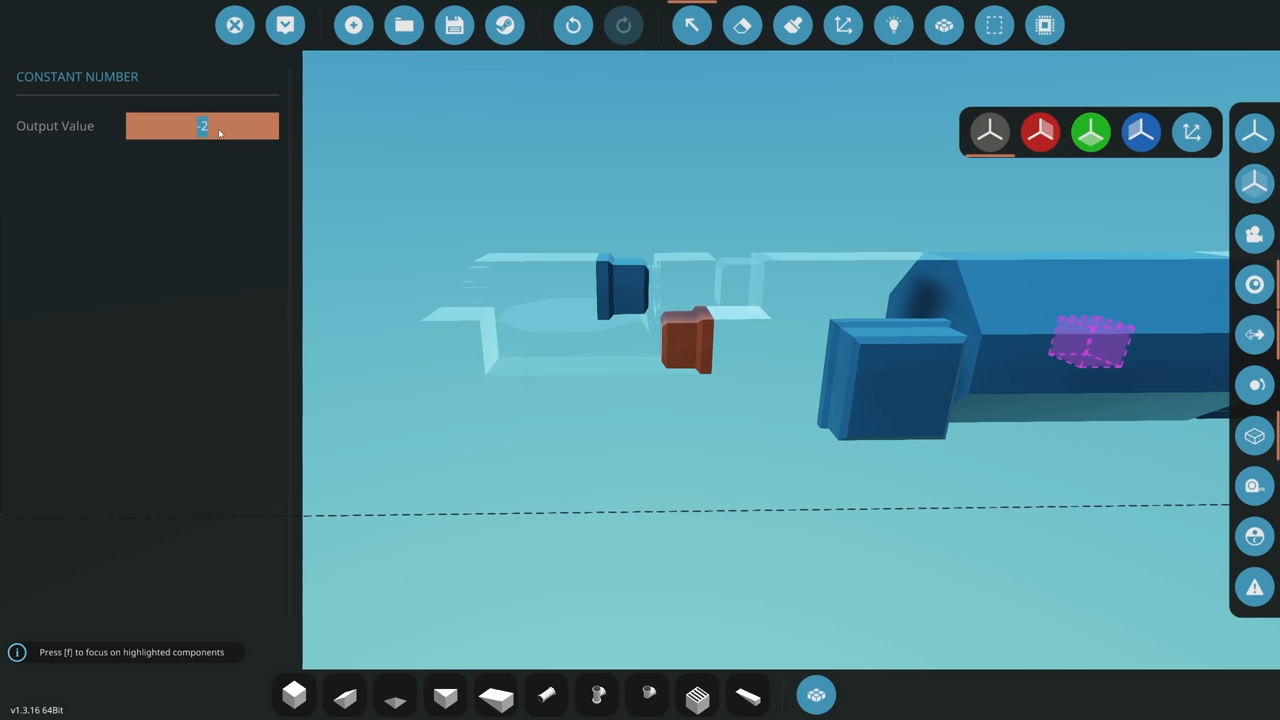 CONSTANT NUMBER
Output Value
-2
Press [f] to focus on highlighted components
v1.3.16 64Bit